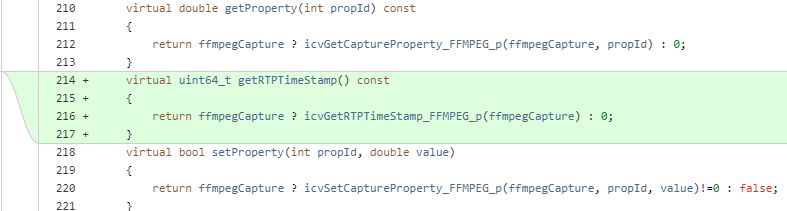 210 virtual double getProperty(int propId) const
211 {
212 return ffmpegCapture ? icvGetCaptureProperty_FFMPEG_p(ffmpegCapture, propId) : 0;
213 }
214 + virtual uint64_t getRTPTimeStamp() const
215 + {
216 + return ffmpegCapture ? icvGetRTPTimeStamp_FFMPEG_p(ffmpegCapture) : 0;
217 + }
218 virtual bool setProperty(int propId, double value)
219 {
220 return ffmpegCapture ? icvSetCaptureProperty_FFMPEG_p(ffmpegCapture, propId, value)!=0 : false;
221 }